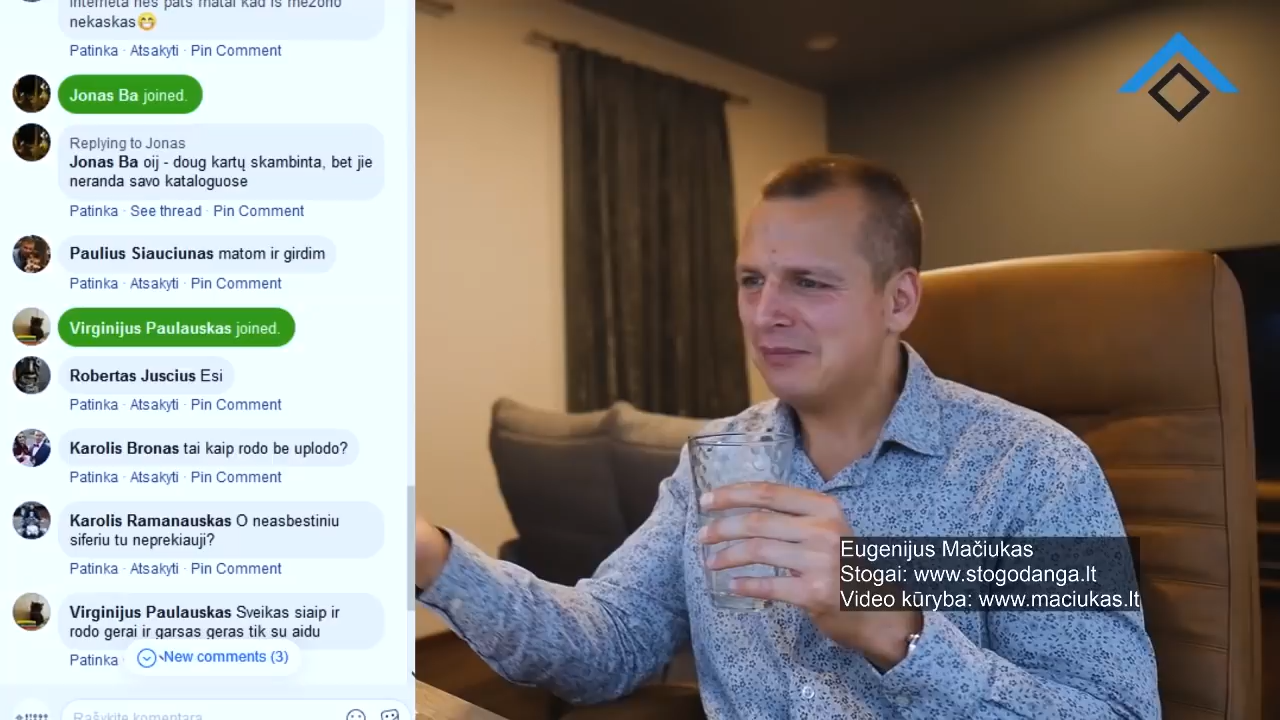 interneta nes pats matai kad is mezono
nekaskas😁
Patinka · Atsakyti · Pin Comment
Jonas Ba joined.
Replying to Jonas
Jonas Ba oij - doug kartų skambinta, bet jie
neranda savo kataloguose
Patinka · See thread · Pin Comment
Paulius Siauciunas matom ir girdim
Patinka · Atsakyti · Pin Comment
Virginijus Paulauskas joined.
Robertas Juscius Esi
Patinka · Atsakyti · Pin Comment
Karolis Bronas tai kaip rodo be uplodo?
Patinka · Atsakyti · Pin Comment
Karolis Ramanauskas O neasbestiniu
siferiu tu neprekiauji?
Patinka · Atsakyti · Pin Comment
Virginijus Paulauskas Sveikas siaip ir
rodo gerai ir garsas geras tik su aidu
Patinka
New comments (3)
Rašykite komentarą
Eugenijus Mačiukas
Stogai: www.stogodanga.lt
Video kūryba: www.maciukas.lt